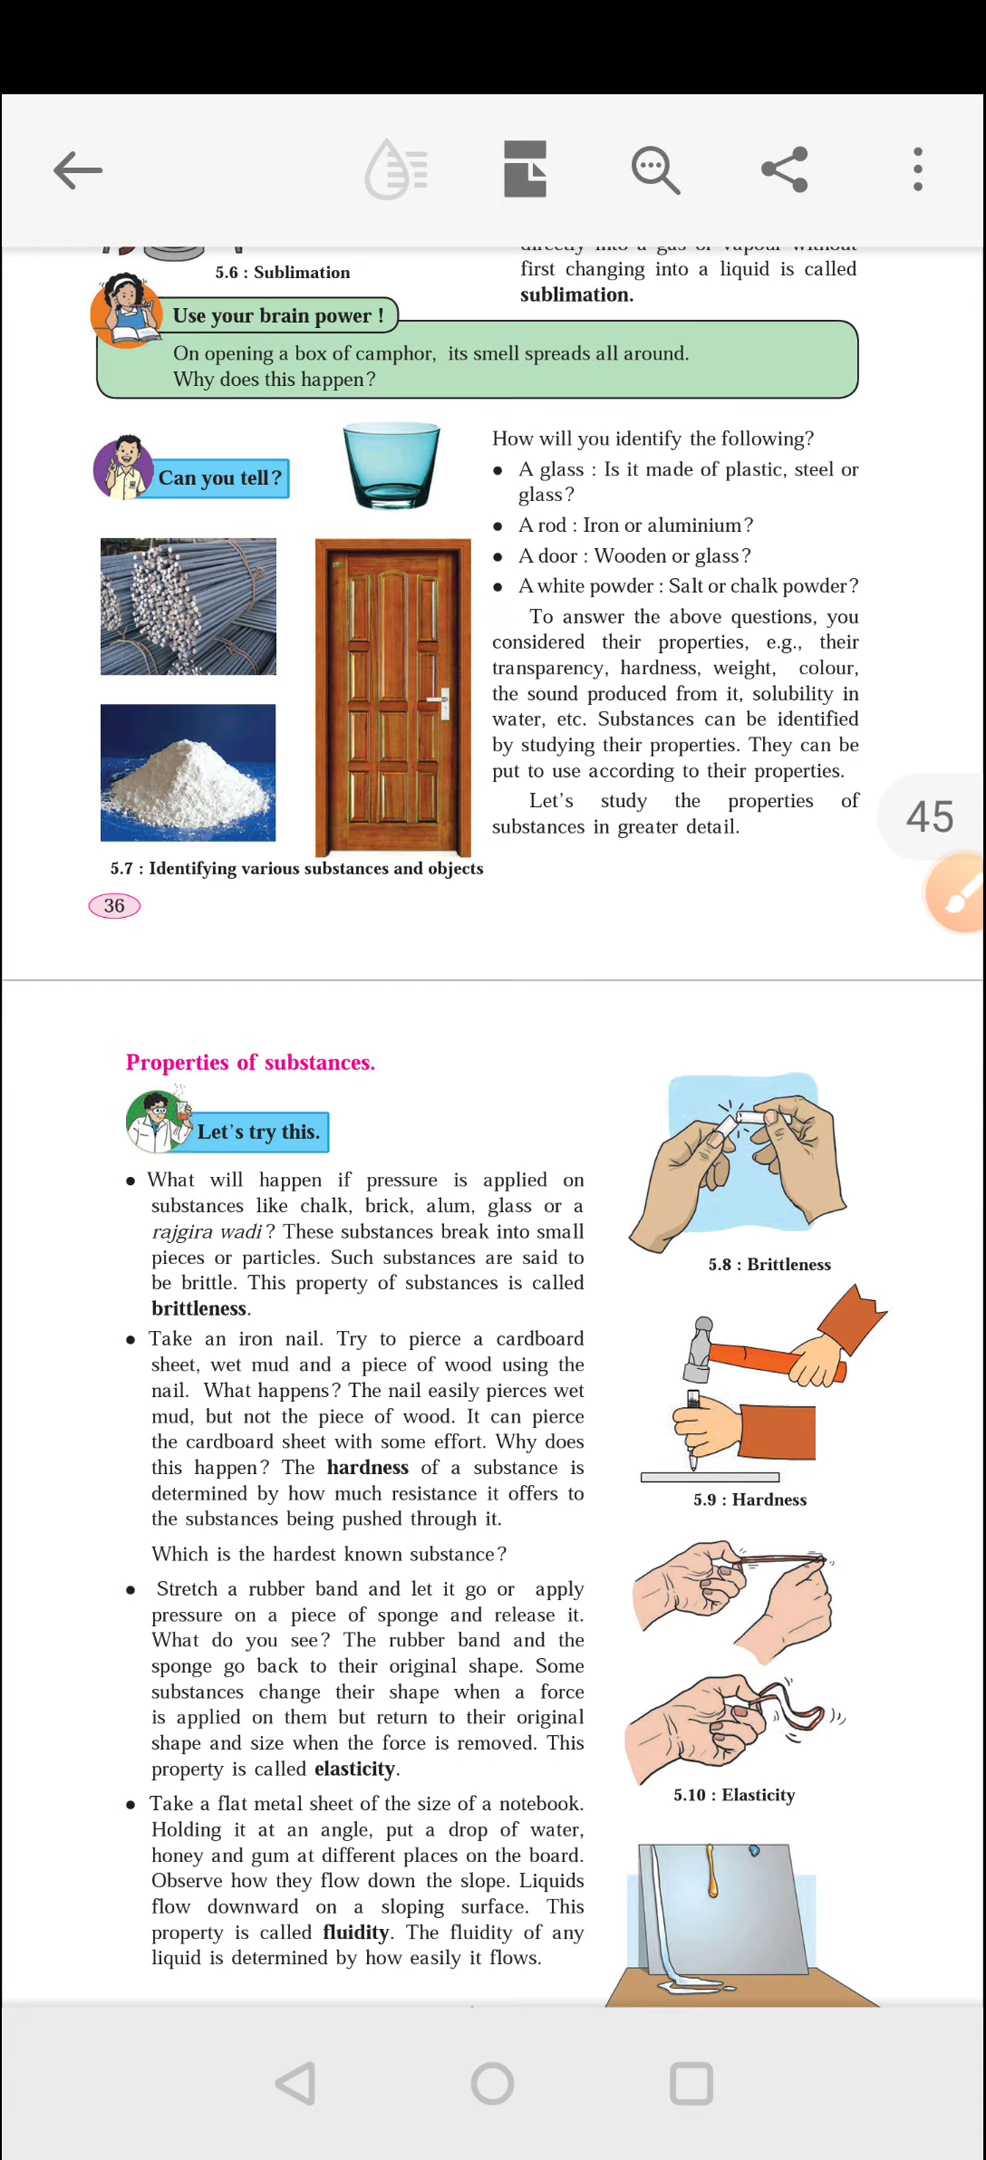 directly into a gas or vapour without
first changing into a liquid is called
sublimation.
5.6 : Sublimation
Use your brain power !
On opening a box of camphor, its smell spreads all around.
Why does this happen?
Can you tell?
How will you identify the following?
• A glass : Is it made of plastic, steel or
glass?
• A rod : Iron or aluminium?
• A door : Wooden or glass?
• A white powder : Salt or chalk powder?
To answer the above questions, you
considered their properties, e.g., their
transparency, hardness, weight, colour,
the sound produced from it, solubility in
water, etc. Substances can be identified
by studying their properties. They can be
put to use according to their properties.
Let's study the properties of
substances in greater detail.
45
5.7 : Identifying various substances and objects
36
Properties of substances.
Let's try this.
• What will happen if pressure is applied on
substances like chalk, brick, alum, glass or a
rajgira wadi? These substances break into small
pieces or particles. Such substances are said to
be brittle. This property of substances is called
brittleness.
• Take an iron nail. Try to pierce a cardboard
sheet, wet mud and a piece of wood using the
nail. What happens? The nail easily pierces wet
mud, but not the piece of wood. It can pierce
the cardboard sheet with some effort. Why does
this happen? The hardness of a substance is
determined by how much resistance it offers to
the substances being pushed through it.
Which is the hardest known substance?
• Stretch a rubber band and let it go or apply
pressure on a piece of sponge and release it.
What do you see? The rubber band and the
sponge go back to their original shape. Some
substances change their shape when a force
is applied on them but return to their original
shape and size when the force is removed. This
property is called elasticity.
• Take a flat metal sheet of the size of a notebook.
Holding it at an angle, put a drop of water,
honey and gum at different places on the board.
Observe how they flow down the slope. Liquids
flow downward on a sloping surface. This
property is called fluidity. The fluidity of any
liquid is determined by how easily it flows.
5.8 : Brittleness
5.9 : Hardness
5.10 : Elasticity